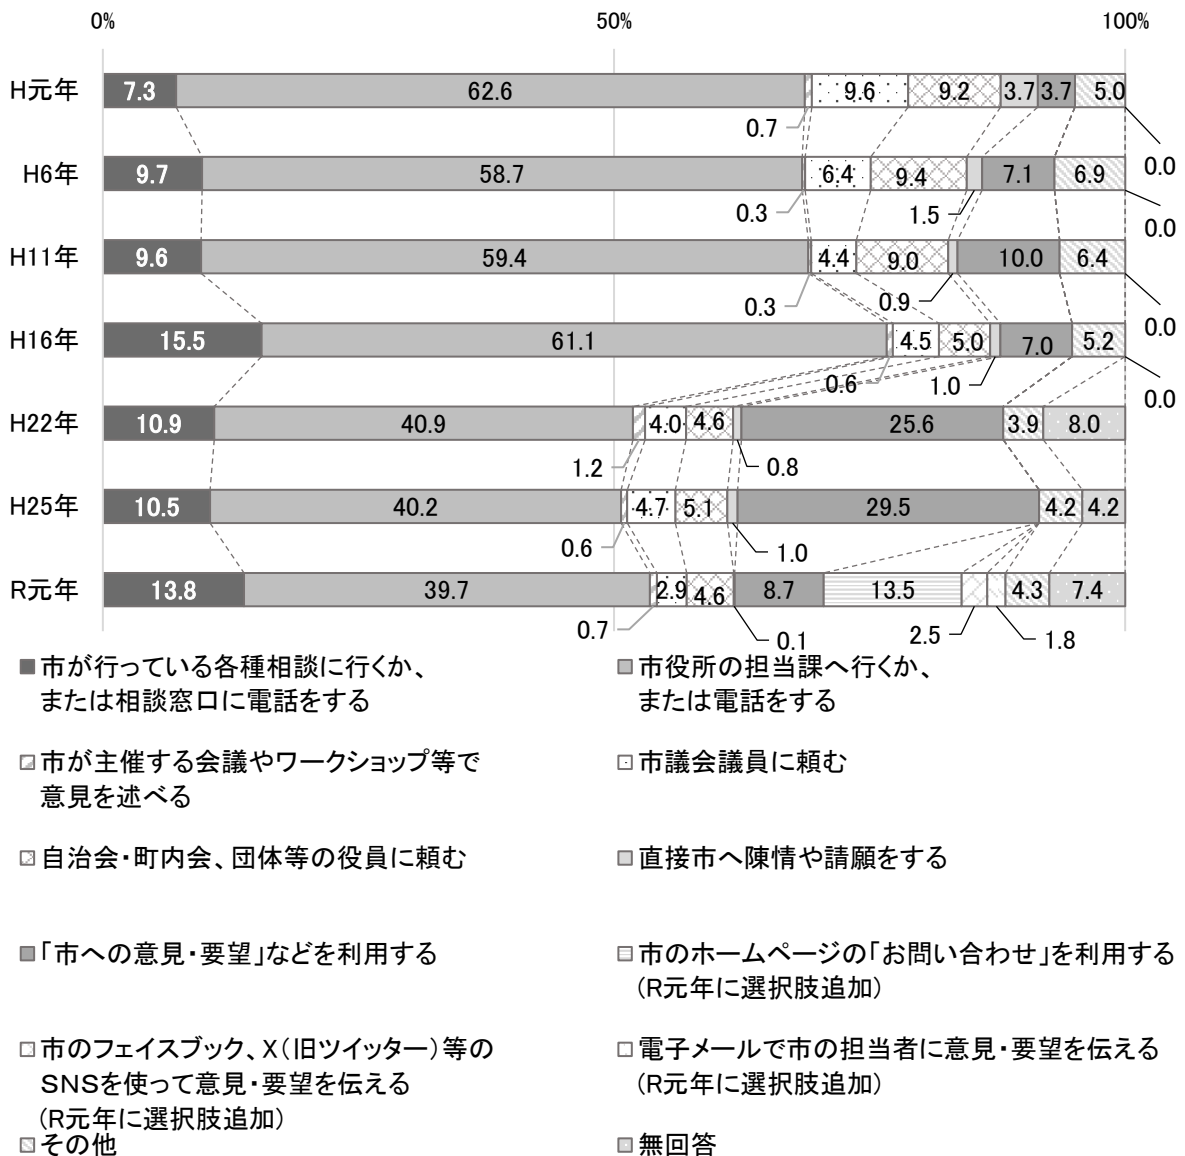 0%
50%
100%
H元年
7.3
62.6
0.7
9.6
9.2
3.7
3.7
5.0
0.0
H6年
9.7
58.7
0.3
6.4
9.4
1.5
7.1
6.9
0.0
H11年
9.6
59.4
0.3
4.4
9.0
0.9
10.0
6.4
0.0
H16年
15.5
61.1
0.6
4.5
5.0
1.0
7.0
5.2
0.0
H22年
10.9
40.9
1.2
4.0
4.6
0.8
25.6
3.9
8.0
H25年
10.5
40.2
0.6
4.7
5.1
1.0
29.5
4.2
4.2
R元年
13.8
39.7
0.7
2.9
4.6
0.1
8.7
13.5
2.5
1.8
4.3
7.4
市が行っている各種相談に行くか、
または相談窓口に電話をする
市役所の担当課へ行くか、
または電話をする
市が主催する会議やワークショップ等で
意見を述べる
市議会議員に頼む
自治会・町内会、団体等の役員に頼む
直接市へ陳情や請願をする
「市への意見・要望」などを利用する
市のホームページの「お問い合わせ」を利用する
(R元年に選択肢追加)
市のフェイスブック、X(旧ツイッター)等の
SNSを使って意見・要望を伝える
(R元年に選択肢追加)
電子メールで市の担当者に意見・要望を伝える
(R元年に選択肢追加)
その他
無回答